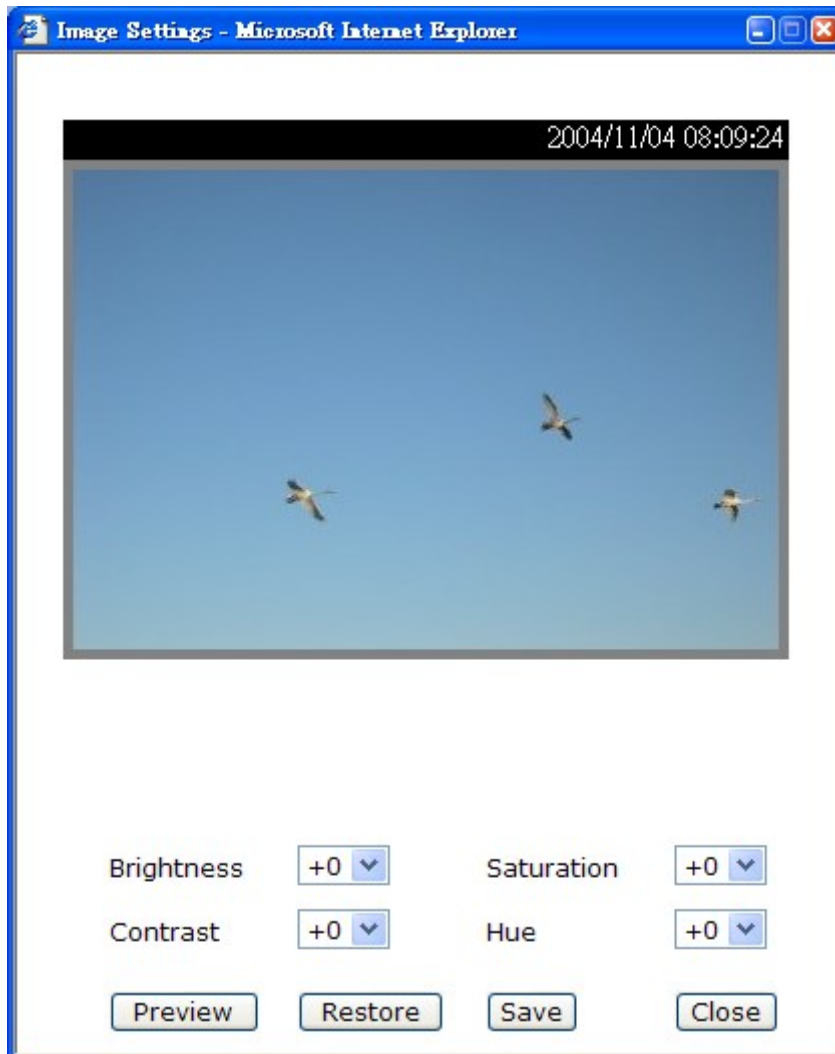 Image Settings - Microsoft Internet Explorer
2004/11/04 08:09:24
Brightness +0 Saturation +0
Contrast +0 Hue +0
Preview Restore Save Close